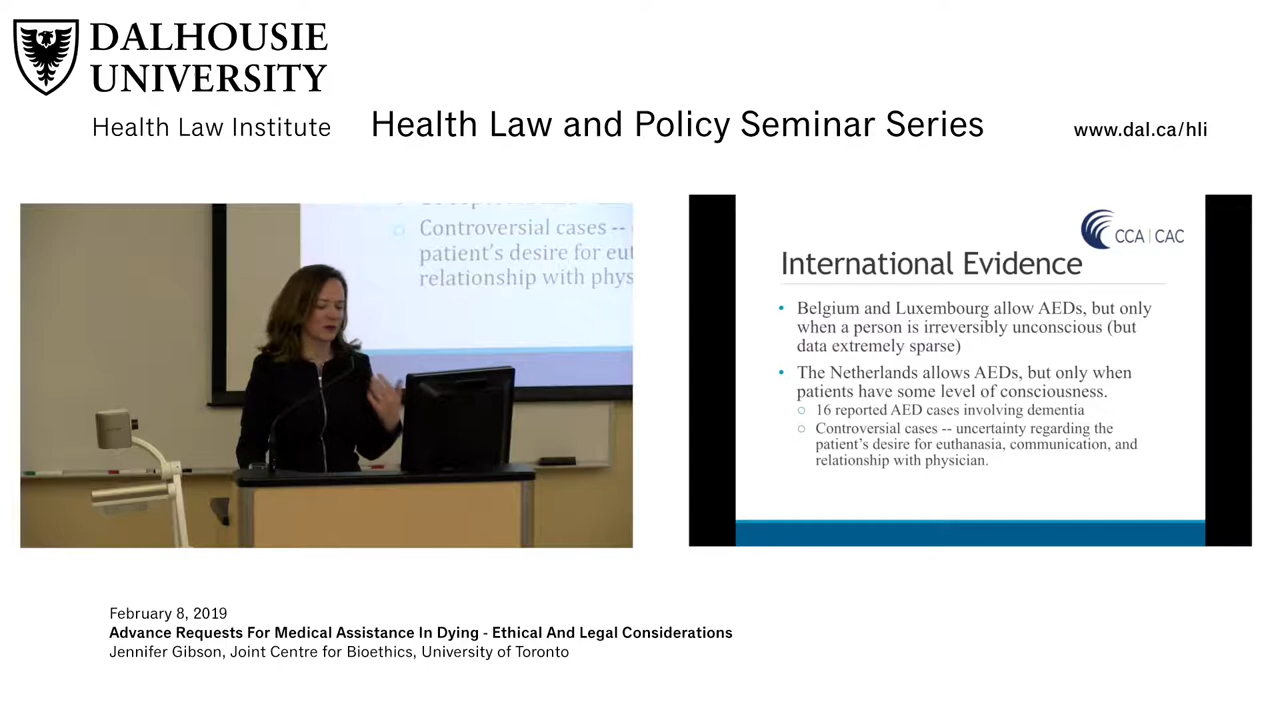 DALHOUSIE
UNIVERSITY
Health Law Institute
Health Law and Policy Seminar Series
www.dal.ca/hli
Controversial cases --
patient's desire for eut
relationship with phys
CCA | CAC
International Evidence
• Belgium and Luxembourg allow AEDs, but only
when a person is irreversibly unconscious (but
data extremely sparse)
• The Netherlands allows AEDs, but only when
patients have some level of consciousness.
○ 16 reported AED cases involving dementia
○ Controversial cases -- uncertainty regarding the
patient's desire for euthanasia, communication, and
relationship with physician.
February 8, 2019
Advance Requests For Medical Assistance In Dying - Ethical And Legal Considerations
Jennifer Gibson, Joint Centre for Bioethics, University of Toronto